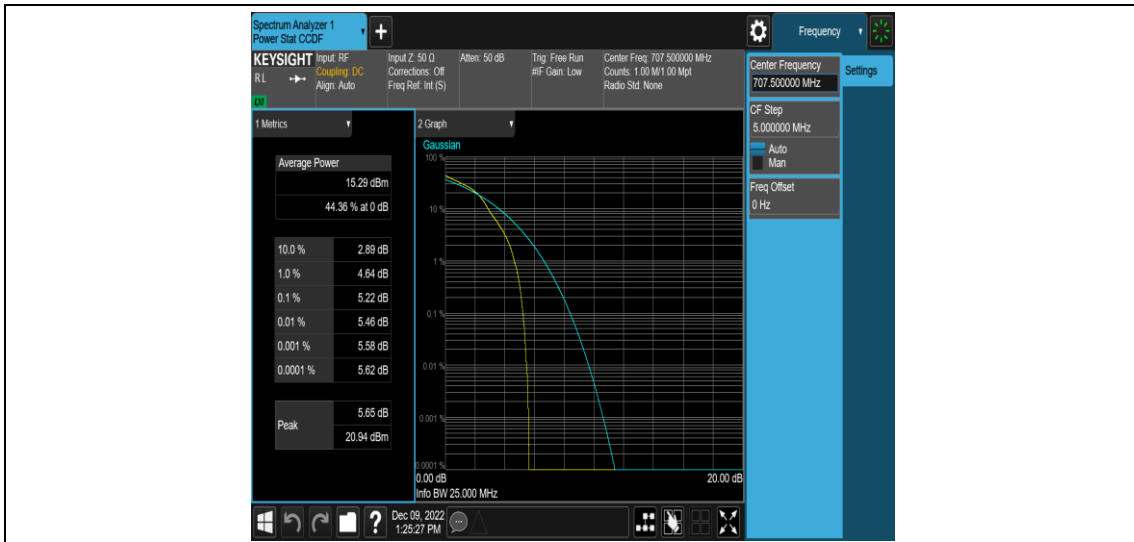 Spectrum Analyzer 1
Power Stat CCDF
Frequency
KEYSIGHT
RL
LXI
Input: RF
Coupling: DC
Align: Auto
Input Z: 50 Ω
Corrections: Off
Freq Ref: Int (S)
Atten: 50 dB
Trig: Free Run
#IF Gain: Low
Center Freq: 707.500000 MHz
Counts: 1.00 M/1.00 Mpt
Radio Std: None
Center Frequency
707.500000 MHz
Settings
CF Step
5.000000 MHz
Auto
Man
Freq Offset
0 Hz
1 Metrics
Average Power
15.29 dBm
44.36 % at 0 dB
10.0 % 2.89 dB
1.0 % 4.64 dB
0.1 % 5.22 dB
0.01 % 5.46 dB
0.001 % 5.58 dB
0.0001 % 5.62 dB
Peak
5.65 dB
20.94 dBm
2 Graph
Gaussian
100 %
10 %
1 %
0.1 %
0.01 %
0.001 %
0.0001 %
0.00 dB 20.00 dB
Info BW 25.000 MHz
?
Dec 09, 2022
1:25:27 PM